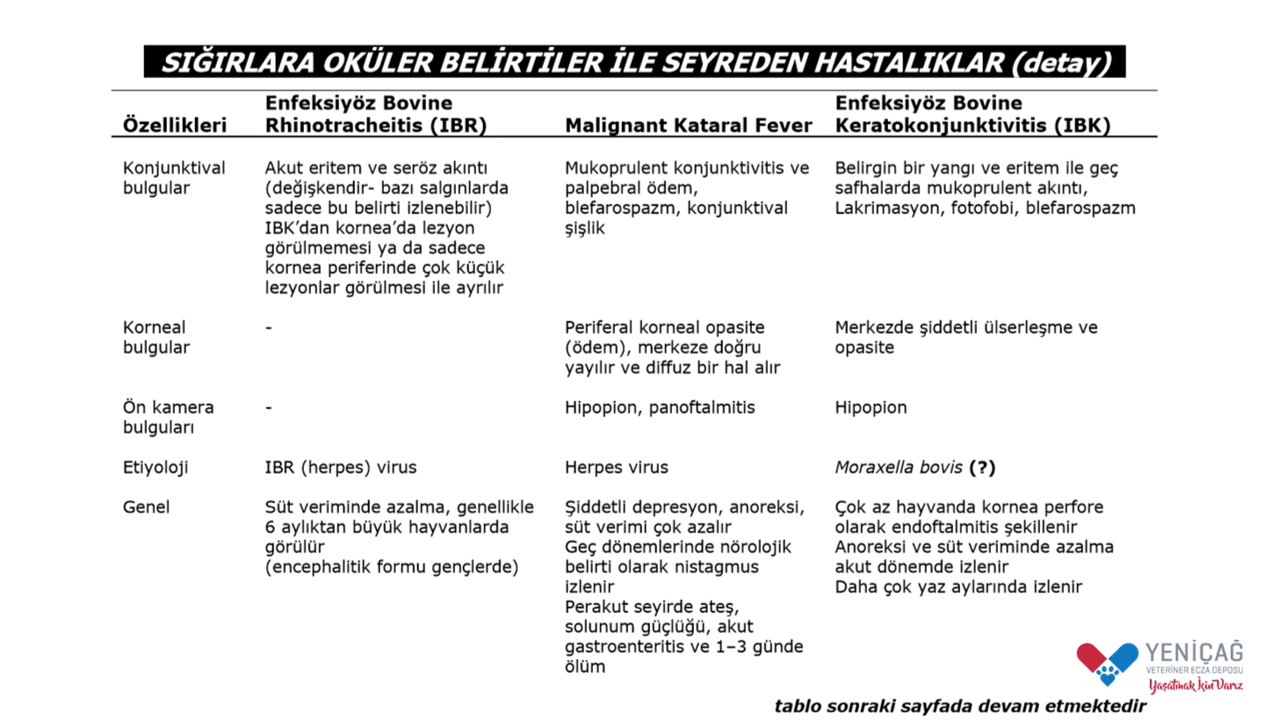 SIĞIRLARA OKÜLER BELİRTİLER İLE SEYREDEN HASTALIKLAR (detay)
Özellikleri
Enfeksiyöz Bovine
Rhinotracheitis (IBR)
Malignant Kataral Fever
Enfeksiyöz Bovine
Keratokonjunktivitis (IBK)
Konjunktival
bulgular
Akut eritem ve seröz akıntı
(değişkendir- bazı salgınlarda
sadece bu belirti izlenebilir)
IBK’dan kornea’da lezyon
görülmemesi ya da sadece
kornea periferinde çok küçük
lezyonlar görülmesi ile ayrılır
Mukoprulent konjunktivitis ve
palpebral ödem,
blefarospazm, konjunktival
şişlik
Belirgin bir yangı ve eritem ile geç
safhalarda mukoprulent akıntı,
Lakrimasyon, fotofobi, blefarospazm
Korneal
bulgular
-
Periferal korneal opasite
(ödem), merkeze doğru
yayılır ve diffuz bir hal alır
Merkezde şiddetli ülserleşme ve
opasite
Ön kamera
bulguları
-
Hipopion, panoftalmitis
Hipopion
Etiyoloji
IBR (herpes) virus
Herpes virus
Moraxella bovis (?)
Genel
Süt veriminde azalma, genellikle
6 aylıktan büyük hayvanlarda
görülür
(encephalitik formu gençlerde)
Şiddetli depresyon, anoreksi,
süt verimi çok azalır
Geç dönemlerinde nörolojik
belirti olarak nistagmus
izlenir
Perakut seyirde ateş,
solunum güçlüğü, akut
gastroenteritis ve 1–3 günde
ölüm
Çok az hayvanda kornea perfore
olarak endoftalmitis şekillenir
Anoreksi ve süt veriminde azalma
akut dönemde izlenir
Daha çok yaz aylarında izlenir
YENİÇAĞ
VETERİNER ECZA DEPOSU
Yaşatmak İçin Varız
tablo sonraki sayfada devam etmektedir